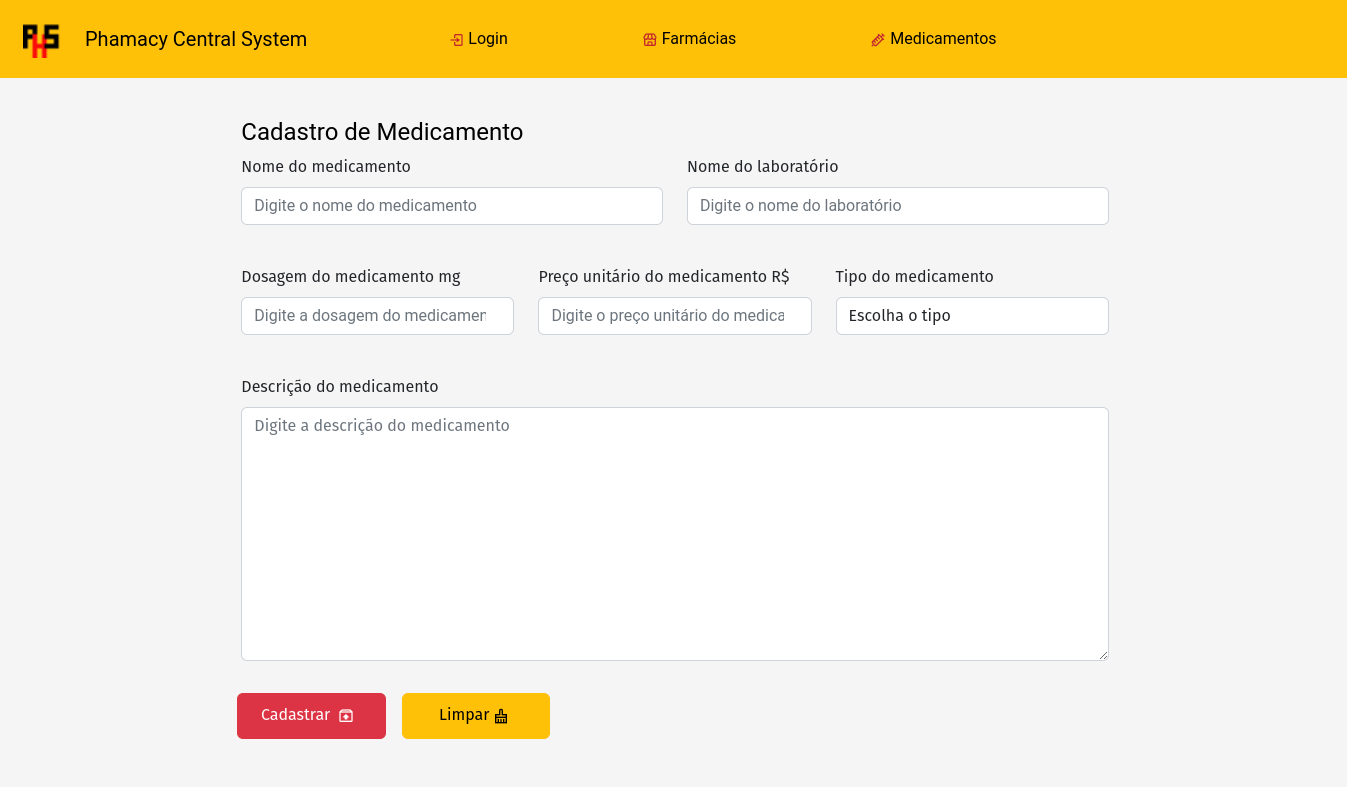 PHS Phamacy Central System Login Farmácias Medicamentos
Cadastro de Medicamento
Nome do medicamento Nome do laboratório
Digite o nome do medicamento Digite o nome do laboratório
Dosagem do medicamento mg Preço unitário do medicamento R$ Tipo do medicamento
Digite a dosagem do medicamen Digite o preço unitário do medica Escolha o tipo
Descrição do medicamento
Digite a descrição do medicamento
Cadastrar Limpar